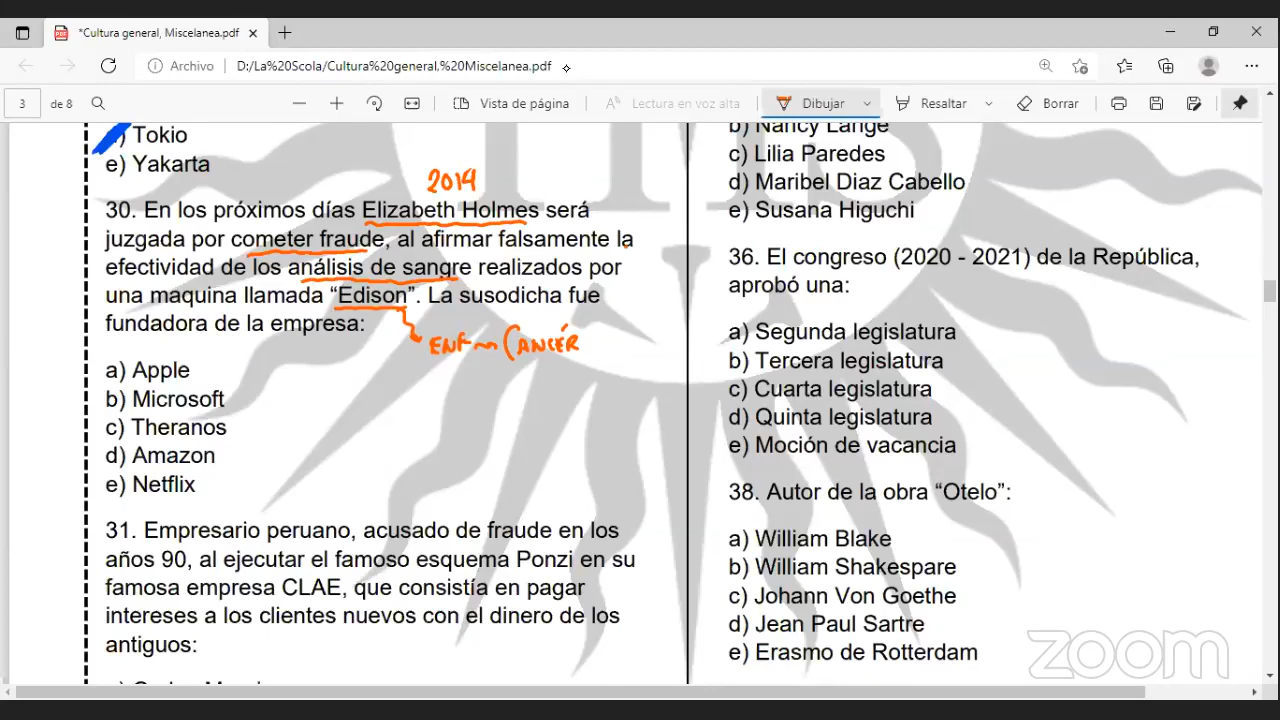 *Cultura general, Miscelanea.pdf
Archivo D:/La%20Scola/Cultura%20general,%20Miscelanea.pdf
3 de 8 Vista de página Lectura en voz alta Dibujar Resaltar Borrar
Tokio
e) Yakarta
2019
30. En los próximos días Elizabeth Holmes será
juzgada por cometer fraude, al afirmar falsamente la
efectividad de los análisis de sangre realizados por
una maquina llamada “Edison”. La susodicha fue
fundadora de la empresa:
ENF CANCÉR
a) Apple
b) Microsoft
c) Theranos
d) Amazon
e) Netflix
31. Empresario peruano, acusado de fraude en los
años 90, al ejecutar el famoso esquema Ponzi en su
famosa empresa CLAE, que consistía en pagar
intereses a los clientes nuevos con el dinero de los
antiguos:
b) Nancy Lange
c) Lilia Paredes
d) Maribel Diaz Cabello
e) Susana Higuchi
36. El congreso (2020 - 2021) de la República,
aprobó una:
a) Segunda legislatura
b) Tercera legislatura
c) Cuarta legislatura
d) Quinta legislatura
e) Moción de vacancia
38. Autor de la obra “Otelo”:
a) William Blake
b) William Shakespare
c) Johann Von Goethe
d) Jean Paul Sartre
e) Erasmo de Rotterdam
zoom